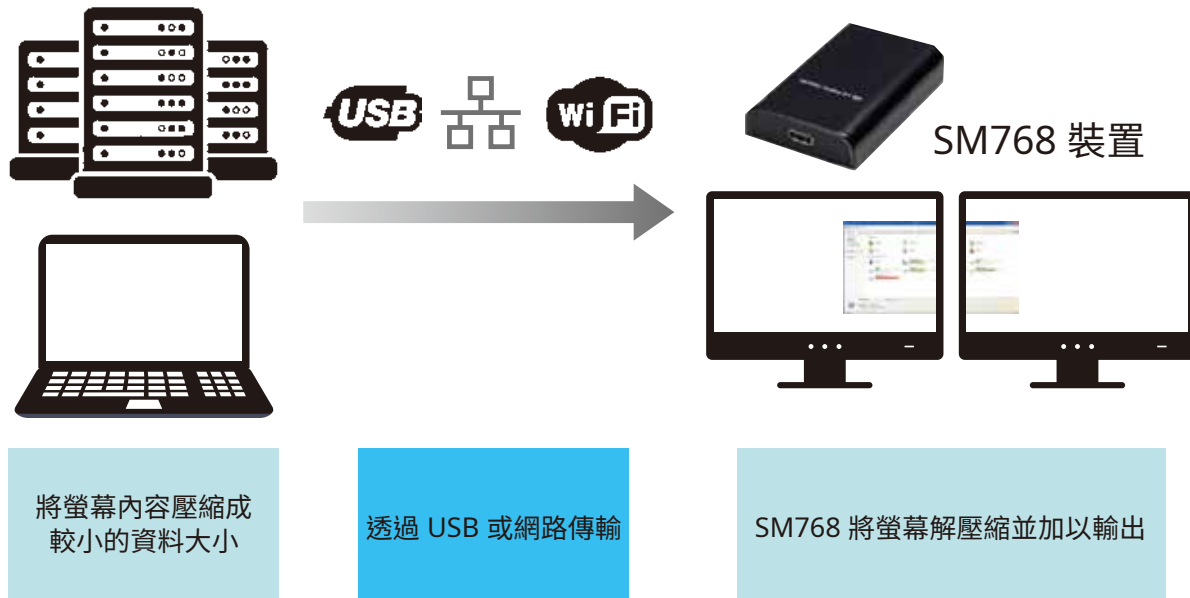 USB
Wi Fi
SM768 裝置
將螢幕內容壓縮成
較小的資料大小
透過 USB 或網路傳輸
SM768 將螢幕解壓縮並加以輸出